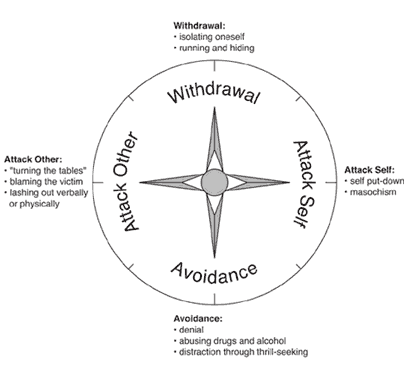 Withdrawal:
• isolating oneself
• running and hiding
Withdrawal
Attack Other:
• "turning the tables"
• blaming the victim
• lashing out verbally
or physically
Attack Other
Attack Self
Attack Self:
• self put-down
• masochism
Avoidance
Avoidance:
• denial
• abusing drugs and alcohol
• distraction through thrill-seeking